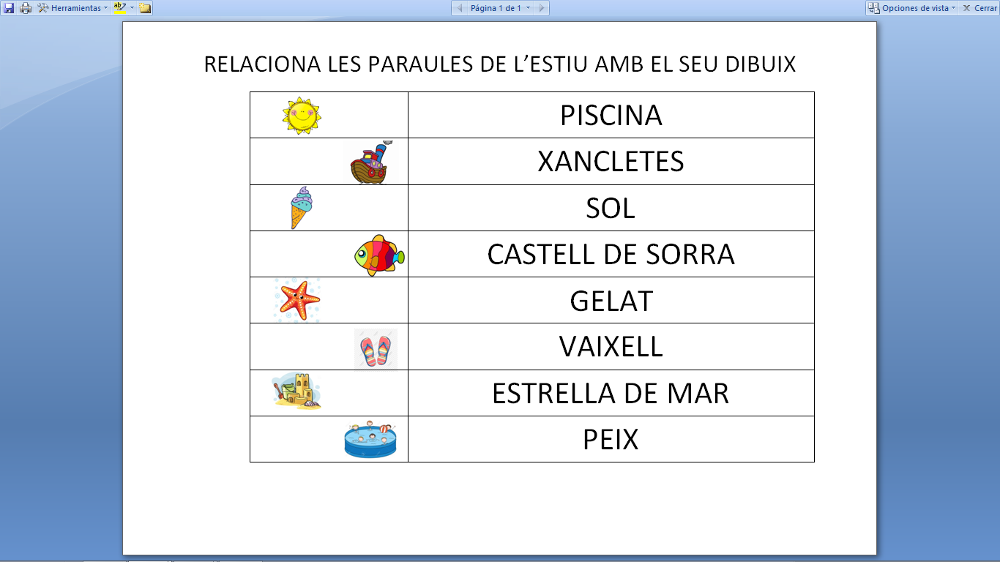 Herramientas
ab
Página 1 de 1
Opciones de vista
Cerrar
RELACIONA LES PARAULES DE L’ESTIU AMB EL SEU DIBUIX
PISCINA
XANCLETES
SOL
CASTELL DE SORRA
GELAT
VAIXELL
ESTRELLA DE MAR
PEIX